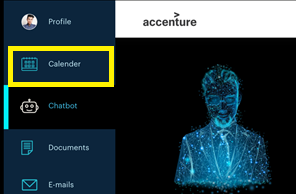 Profile
accenture
Calender
Chatbot
Documents
E-mails